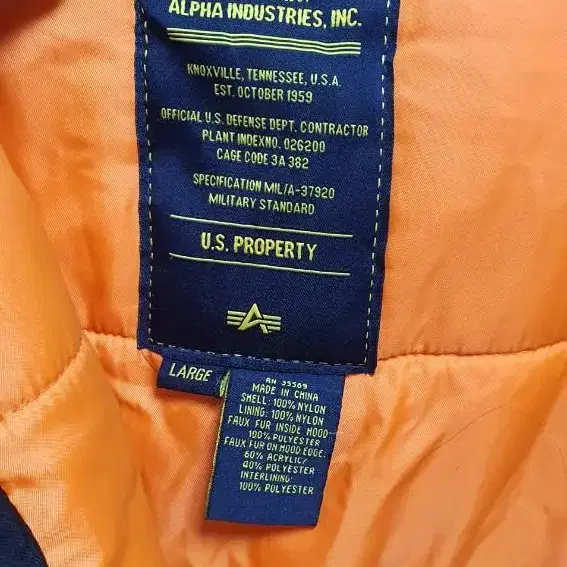 ALPHA INDUSTRIES, INC.
KNOXVILLE, TENNESSEE, U.S.A.
EST. OCTOBER 1959
OFFICIAL U.S. DEFENSE DEPT. CONTRACTOR
PLANT INDEXNO. 026200
CAGE CODE 3A 382
SPECIFICATION MIL/A-37920
MILITARY STANDARD
U.S. PROPERTY
LARGE
RN 35569
MADE IN CHINA
SHELL: 100% NYLON
LINING: 100% NYLON
FAUX FUR INSIDE HOOD
100% POLYESTER
FAUX FUR ON HOOD EDGE:
60% ACRYLIC/
40% POLYESTER
INTERLINING:
100% POLYESTER